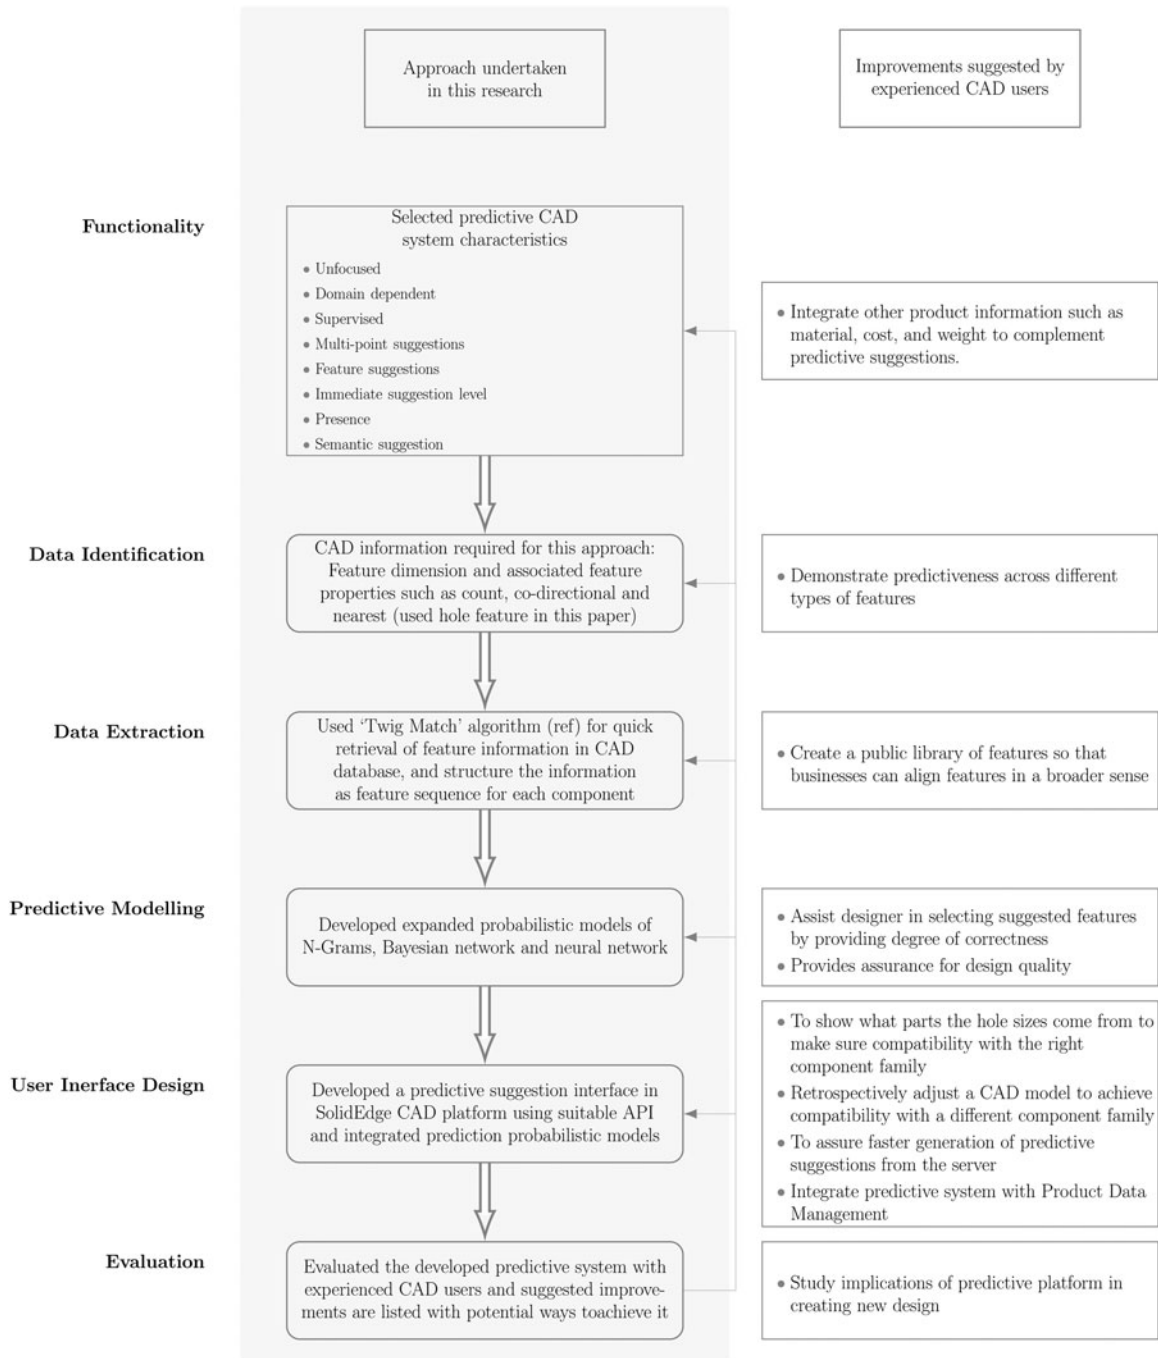 Approach undertaken
in this research
Improvements suggested by
experienced CAD users
Functionality
Selected predictive CAD
system characteristics
• Unfocused
• Domain dependent
• Supervised
• Multi-point suggestions
• Feature suggestions
• Immediate suggestion level
• Presence
• Semantic suggestion
• Integrate other product information such as
material, cost, and weight to complement
predictive suggestions.
Data Identification
CAD information required for this approach:
Feature dimension and associated feature
properties such as count, co-directional and
nearest (used hole feature in this paper)
• Demonstrate predictiveness across different
types of features
Data Extraction
Used ‘Twig Match’ algorithm (ref) for quick
retrieval of feature information in CAD
database, and structure the information
as feature sequence for each component
• Create a public library of features so that
businesses can align features in a broader sense
Predictive Modelling
Developed expanded probabilistic models of
N-Grams, Bayesian network and neural network
• Assist designer in selecting suggested features
by providing degree of correctness
• Provides assurance for design quality
User Inerface Design
Developed a predictive suggestion interface in
SolidEdge CAD platform using suitable API
and integrated prediction probabilistic models
• To show what parts the hole sizes come from to
make sure compatibility with the right
component family
• Retrospectively adjust a CAD model to achieve
compatibility with a different component family
• To assure faster generation of predictive
suggestions from the server
• Integrate predictive system with Product Data
Management
Evaluation
Evaluated the developed predictive system with
experienced CAD users and suggested improve-
ments are listed with potential ways toachieve it
• Study implications of predictive platform in
creating new design